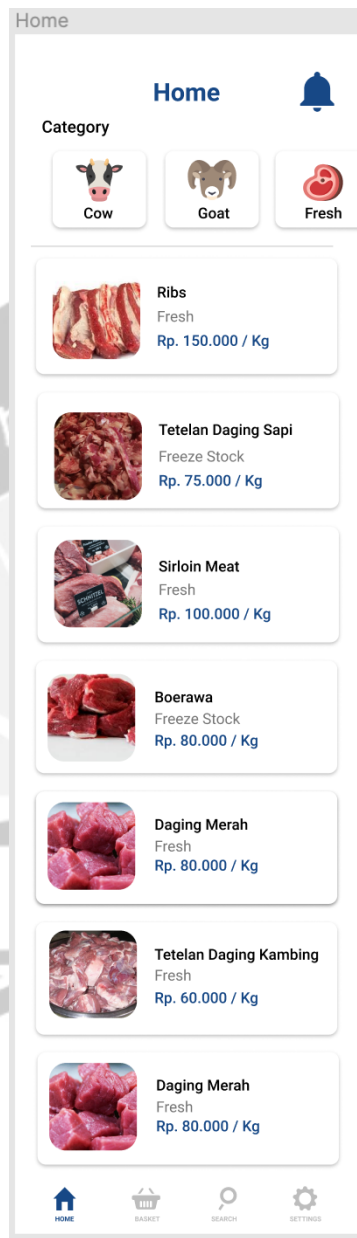 Home
Home
Category
Cow
Goat
Fresh
Ribs
Fresh
Rp. 150.000 / Kg
Tetelan Daging Sapi
Freeze Stock
Rp. 75.000 / Kg
SCHNITZEL
Sirloin Meat
Fresh
Rp. 100.000 / Kg
Boerawa
Freeze Stock
Rp. 80.000 / Kg
Daging Merah
Fresh
Rp. 80.000 / Kg
Tetelan Daging Kambing
Fresh
Rp. 60.000 / Kg
Daging Merah
Fresh
Rp. 80.000 / Kg
HOME
BASKET
SEARCH
SETTINGS